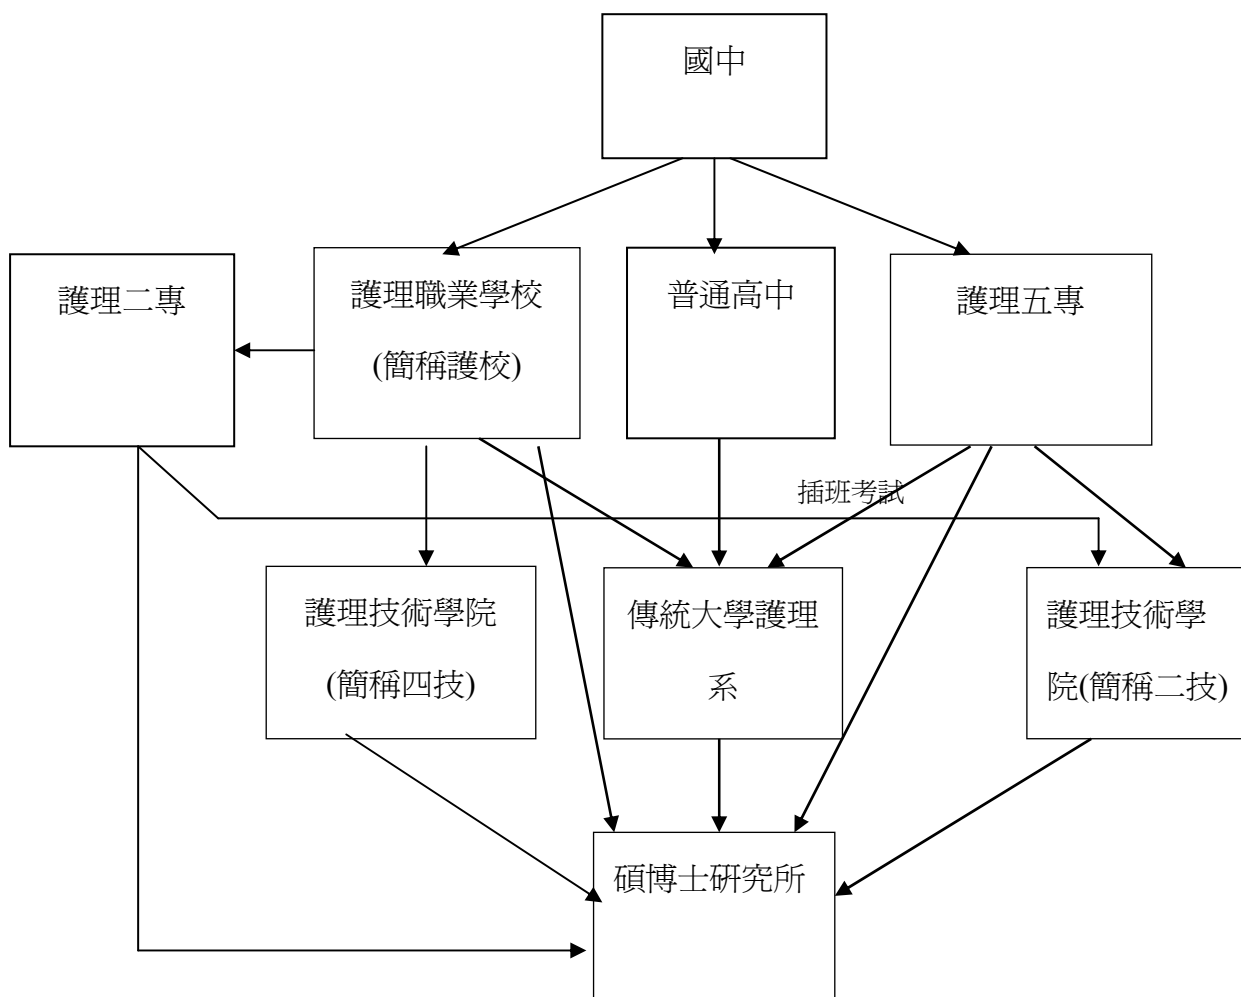 國中
護理二專
護理職業學校
(簡稱護校)
普通高中
護理五專
插班考試
護理技術學院
(簡稱四技)
傳統大學護理
系
護理技術學
院(簡稱二技)
碩博士研究所